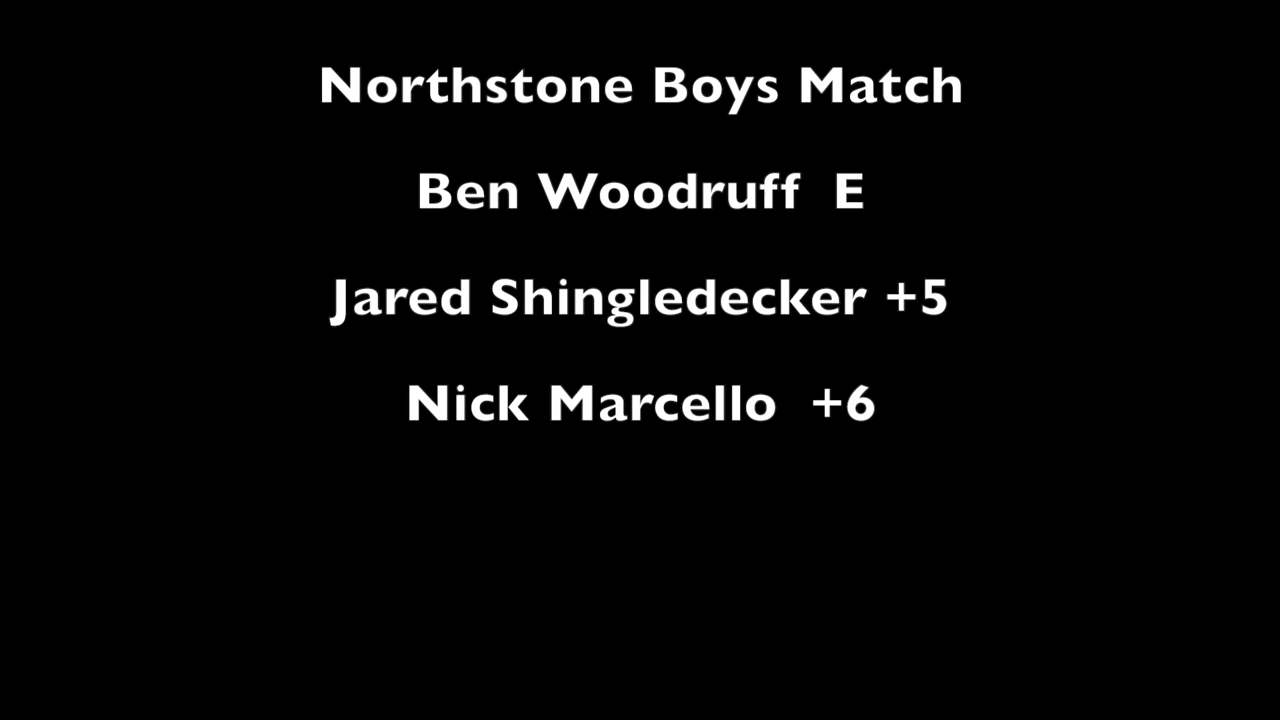 Northstone Boys Match
Ben Woodruff  E
Jared Shingledecker +5
Nick Marcello  +6